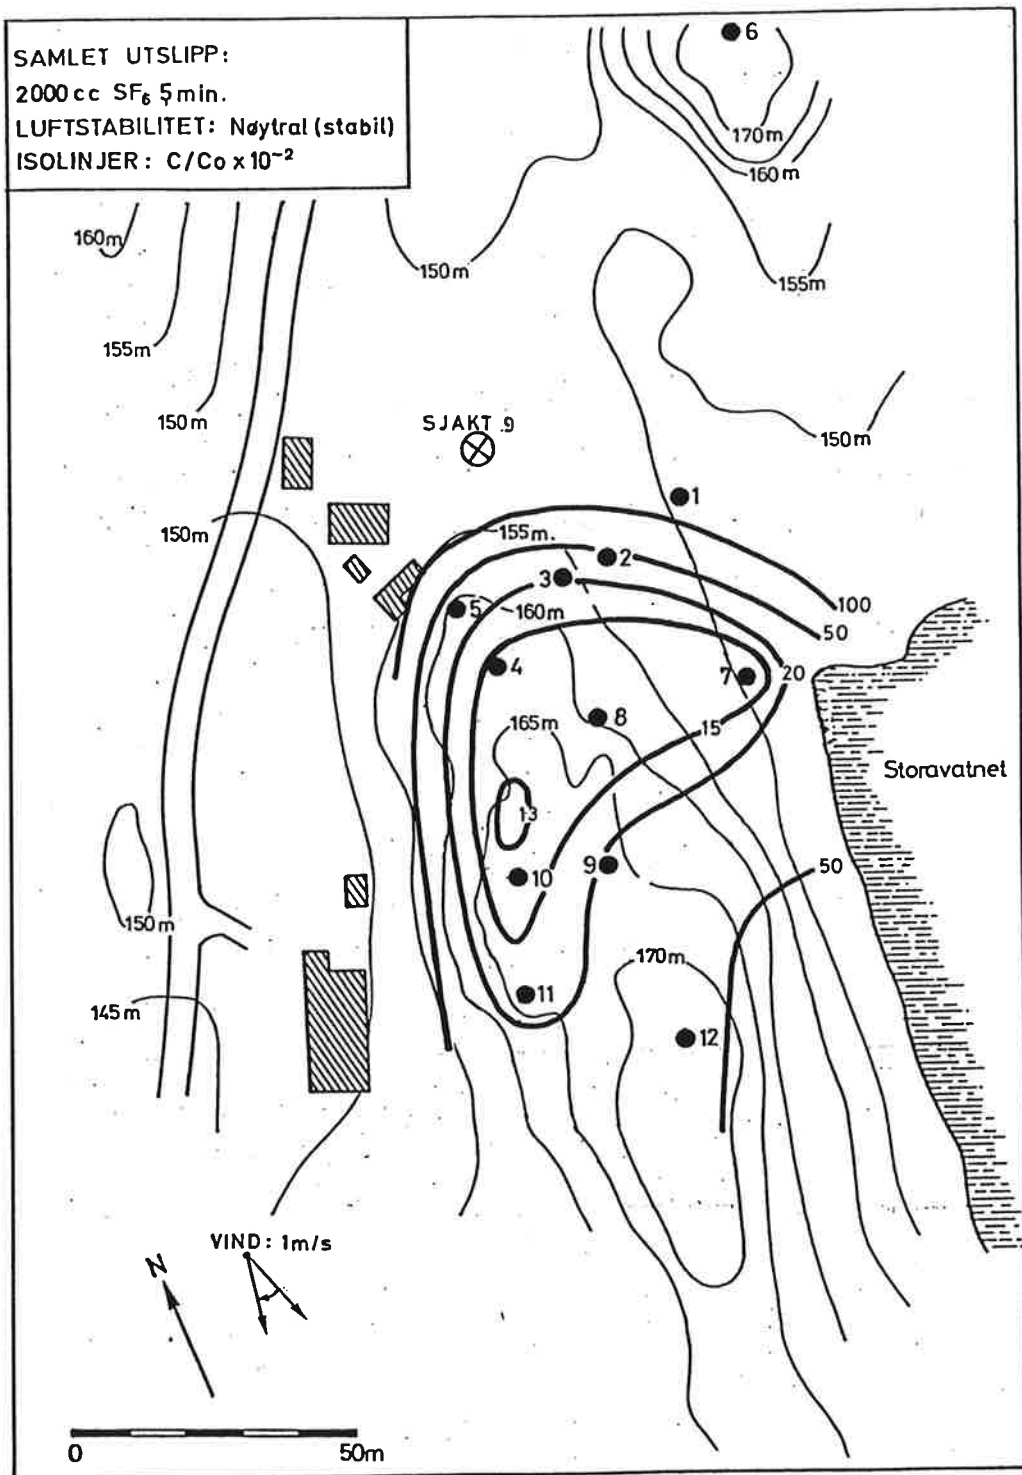 SAMLET UTSLIPP:
2000 cc SF₆ 5 min.
LUFTSTABILITET: Nøytral (stabil)
ISOLINJER: C/Co x 10⁻²
6
170m
160m
160m
150m
155m
155m
150m
150m
SJAKT 9
1
150m
155m.
2
3
100
5
160m
50
4
7
20
8
165m
15
Storavatnet
13
9
10
50
150m
170m
11
145m
12
VIND: 1m/s
N
0
50m